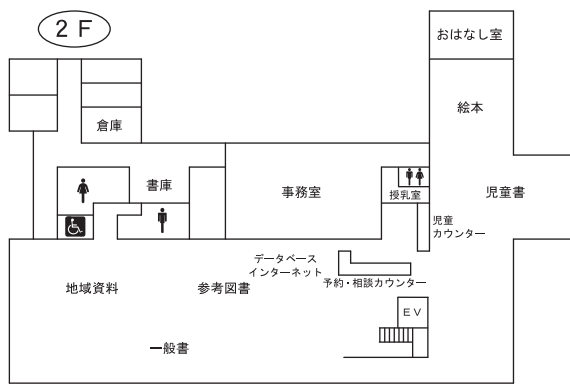 2F
おはなし室
絵本
倉庫
書庫
事務室
授乳室
児童書
児童
カウンター
データベース
インターネット
予約・相談カウンター
地域資料
参考図書
EV
一般書